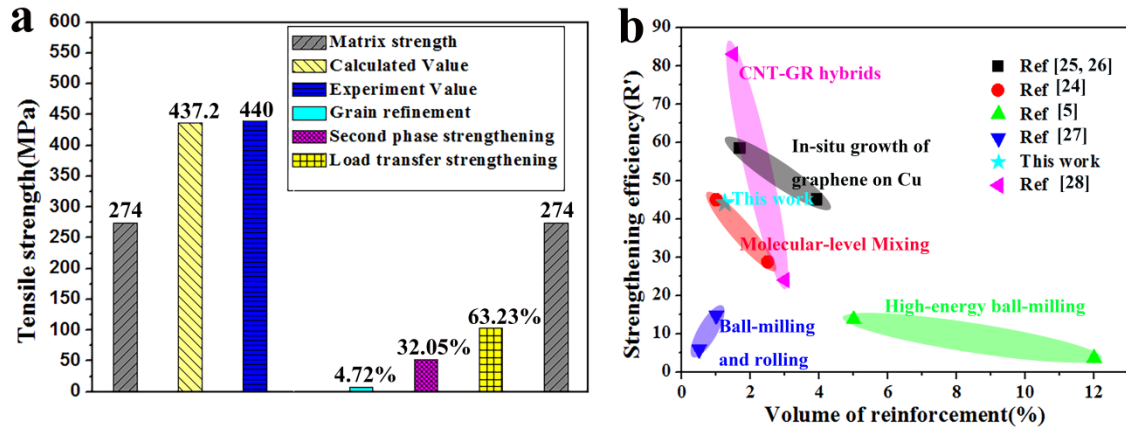 a
Tensile strength(MPa)
600
550
500
450
400
350
300
250
200
150
100
50
0
Matrix strength
Calculated Value
Experiment Value
Grain refinement
Second phase strengthening
Load transfer strengthening
274
437.2
440
4.72%
32.05%
63.23%
274
b
Strengthening efficiency(R')
90
80
70
60
50
40
30
20
10
0
CNT-GR hybrids
In-situ growth of
graphene on Cu
This work
Molecular-level Mixing
High-energy ball-milling
Ball-milling
and rolling
Ref [25, 26]
Ref [24]
Ref [5]
Ref [27]
This work
Ref [28]
0 2 4 6 8 10 12
Volume of reinforcement(%)